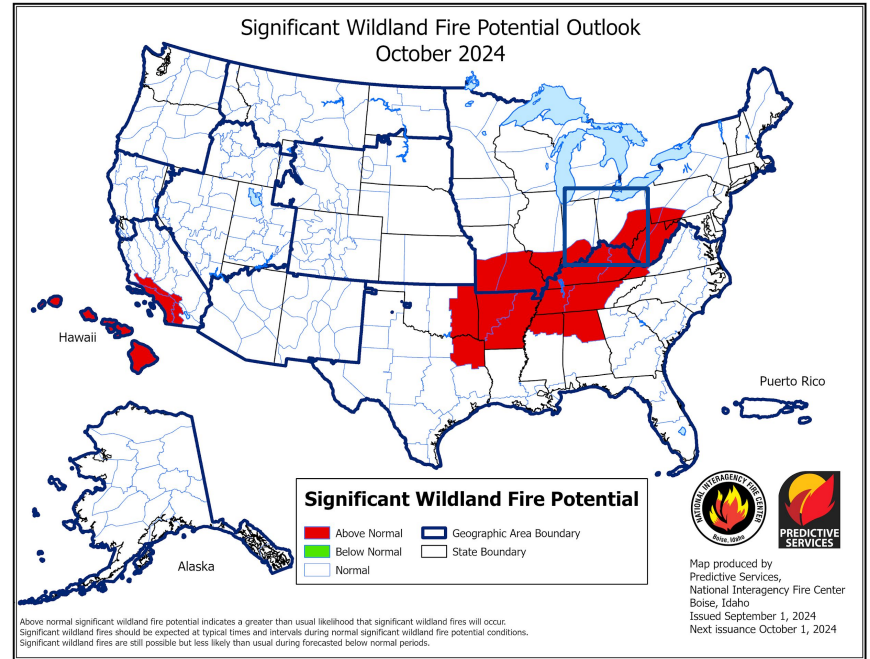 Significant Wildland Fire Potential Outlook
October 2024
Hawaii
Puerto Rico
Alaska
Significant Wildland Fire Potential
Above Normal
Below Normal
Normal
Geographic Area Boundary
State Boundary
NATIONAL INTERAGENCY FIRE CENTER
Boise, Idaho
PREDICTIVE
SERVICES
Map produced by
Predictive Services,
National Interagency Fire Center
Boise, Idaho
Issued September 1, 2024
Next issuance October 1, 2024
Above normal significant wildland fire potential indicates a greater than usual likelihood that significant wildland fires will occur.
Significant wildland fires should be expected at typical times and intervals during normal significant wildland fire potential conditions.
Significant wildland fires are still possible but less likely than usual during forecasted below normal periods.